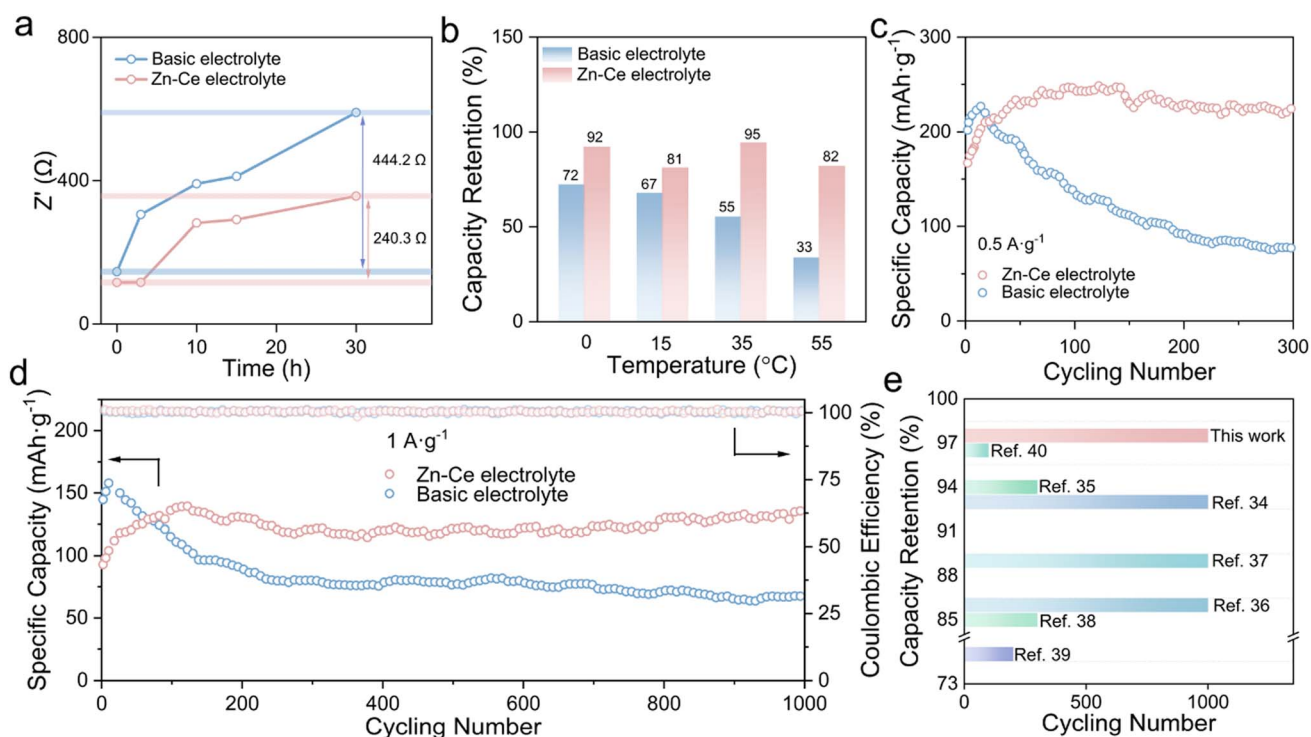 a
800
400
0
Z' (Ω)
Basic electrolyte
Zn-Ce electrolyte
444.2 Ω
240.3 Ω
0 10 20 30
Time (h)
b
150
100
50
0
Capacity Retention (%)
Basic electrolyte
Zn-Ce electrolyte
72 92 67 81 55 95 33 82
0 15 35 55
Temperature (°C)
c
300
200
100
0
Specific Capacity (mAh·g⁻¹)
0.5 A·g⁻¹
Zn-Ce electrolyte
Basic electrolyte
0 100 200 300
Cycling Number
d
200
150
100
50
0
Specific Capacity (mAh·g⁻¹)
1 A·g⁻¹
Zn-Ce electrolyte
Basic electrolyte
100
75
50
25
0
Coulombic Efficiency (%)
0 200 400 600 800 1000
Cycling Number
e
100
97
94
91
88
85
73
Capacity Retention (%)
This work
Ref. 40
Ref. 35
Ref. 34
Ref. 37
Ref. 36
Ref. 38
Ref. 39
0 500 1000
Cycling Number